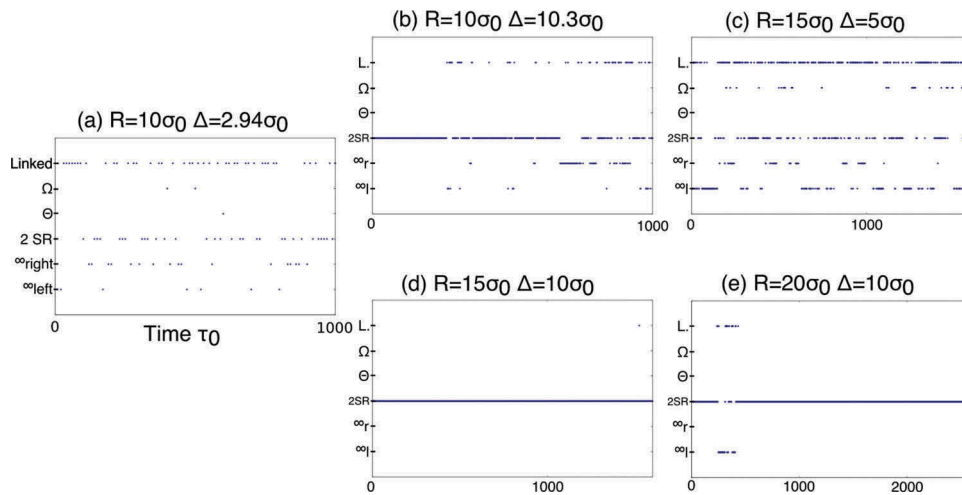 (a) R=10σ0 Δ=2.94σ0
Linked
Ω
Θ
2 SR
∞right
∞left
0
1000
Time τ0
(b) R=10σ0 Δ=10.3σ0
L.
Ω
Θ
2SR
∞r
∞l
0
1000
(c) R=15σ0 Δ=5σ0
L.
Ω
Θ
2SR
∞r
∞l
0
1000
(d) R=15σ0 Δ=10σ0
L.
Ω
Θ
2SR
∞r
∞l
0
1000
(e) R=20σ0 Δ=10σ0
L.
Ω
Θ
2SR
∞r
∞l
0
1000
2000